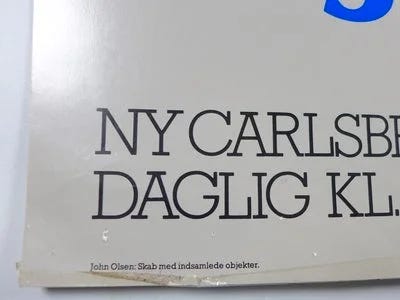 NY CARLSB
DAGLIG KL.
John Olsen: Skab med indsamlede objekter.